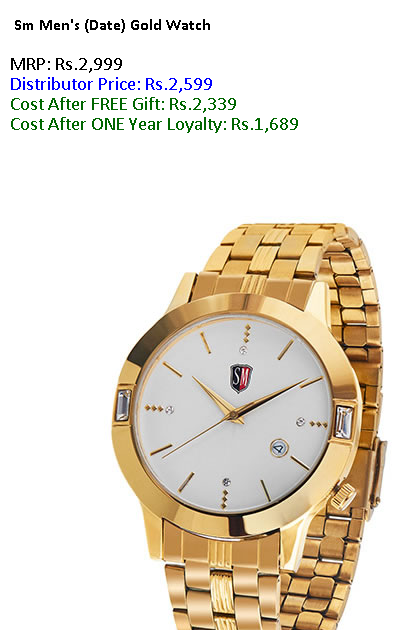 Sm Men's (Date) Gold Watch
MRP: Rs.2,999
Distributor Price: Rs.2,599
Cost After FREE Gift: Rs.2,339
Cost After ONE Year Loyalty: Rs.1,689
SM